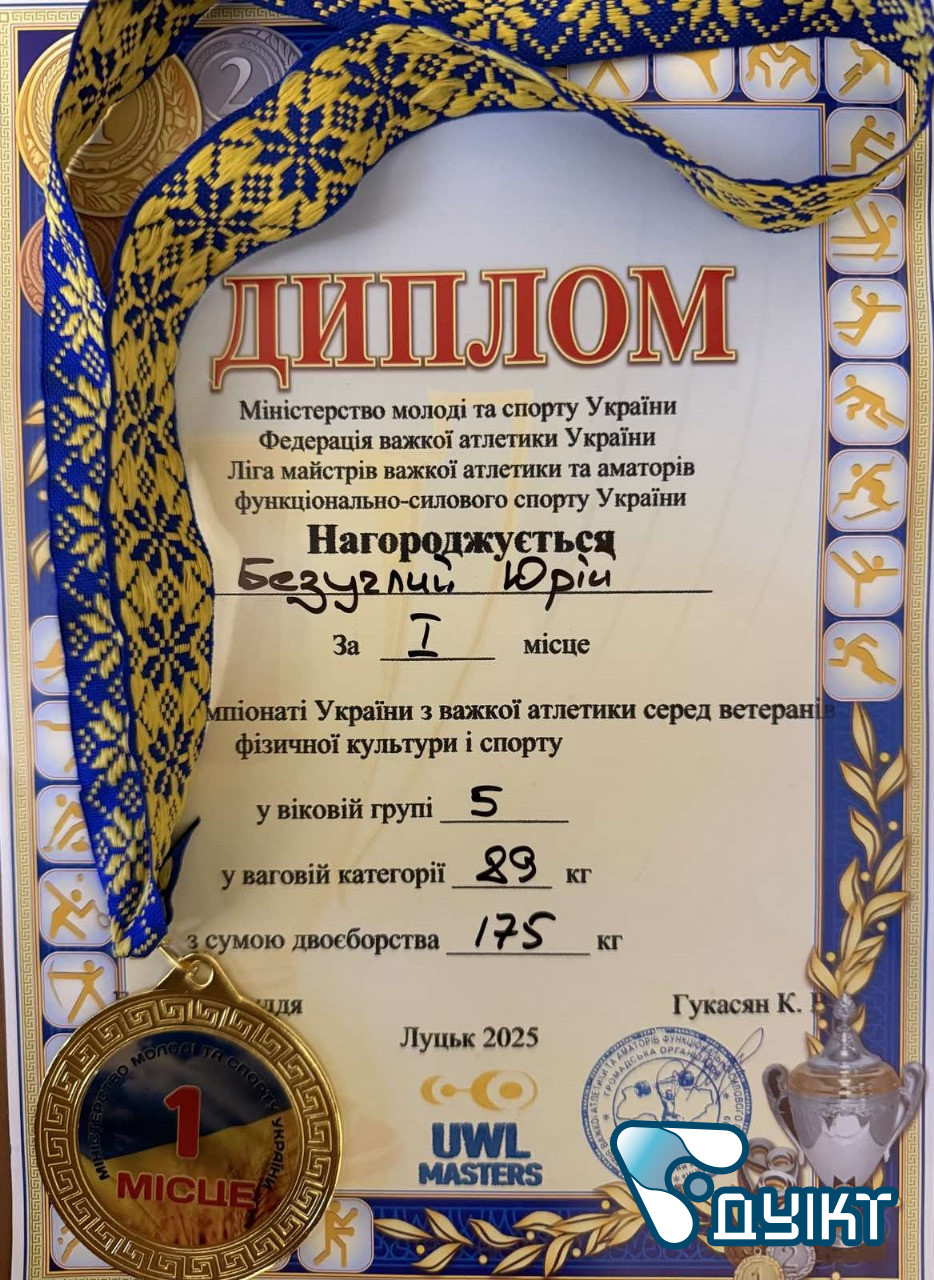 2
ДИПЛОМ
Міністерство молоді та спорту України
Федерація важкої атлетики України
Ліга майстрів важкої атлетики та аматорів
функціонально-силового спорту України
Нагороджується
Безуглий Юрій
За I місце
мпіонаті України з важкої атлетики серед ветеранів
фізичної культури і спорту
у віковій групі 5
у ваговій категорії 89 кг
з сумою двоєборства 175 кг
Гукасян К.
Луцьк 2025
UWL
MASTERS
МІНІСТЕРСТВО МОЛОДІ ТА СПОРТУ УКРАЇНИ
1
МІСЦЕ
ГРОМАДСЬКА ОРГАНІ
ДУІКТ